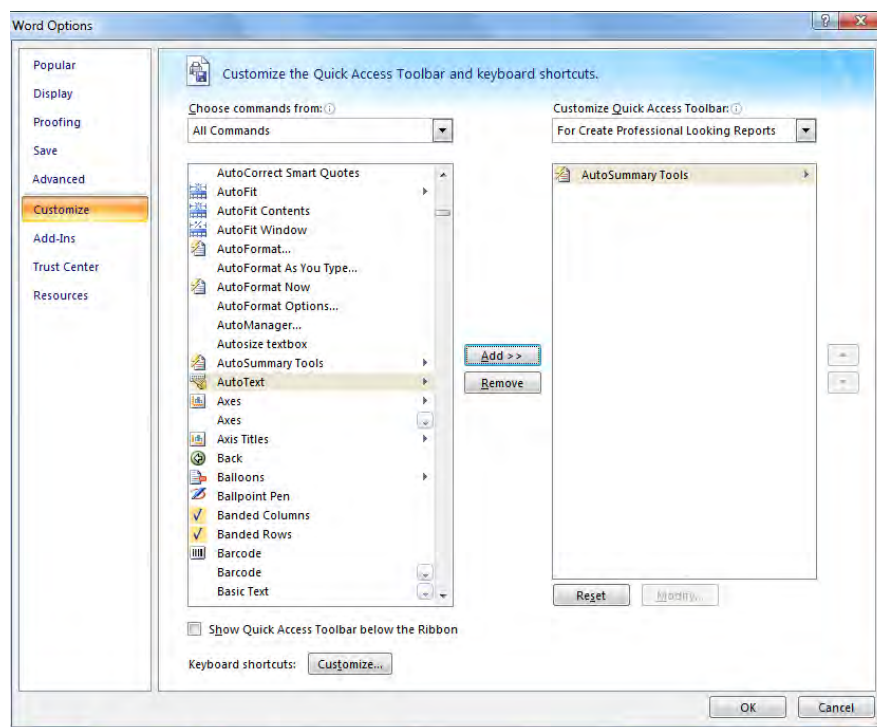 Word Options
Popular
Display
Proofing
Save
Advanced
Customize
Add-Ins
Trust Center
Resources
Customize the Quick Access Toolbar and keyboard shortcuts.
Choose commands from:
All Commands
AutoCorrect Smart Quotes
AutoFit
AutoFit Contents
AutoFit Window
AutoFormat...
AutoFormat As You Type...
AutoFormat Now
AutoFormat Options...
AutoManager...
Autosize textbox
AutoSummary Tools
AutoText
Axes
Axes
Axis Titles
Back
Balloons
Ballpoint Pen
Banded Columns
Banded Rows
Barcode
Barcode
Basic Text
Add >>
Remove
Customize Quick Access Toolbar:
For Create Professional Looking Reports
AutoSummary Tools
Reset
Modify...
Show Quick Access Toolbar below the Ribbon
Keyboard shortcuts: Customize...
OK
Cancel